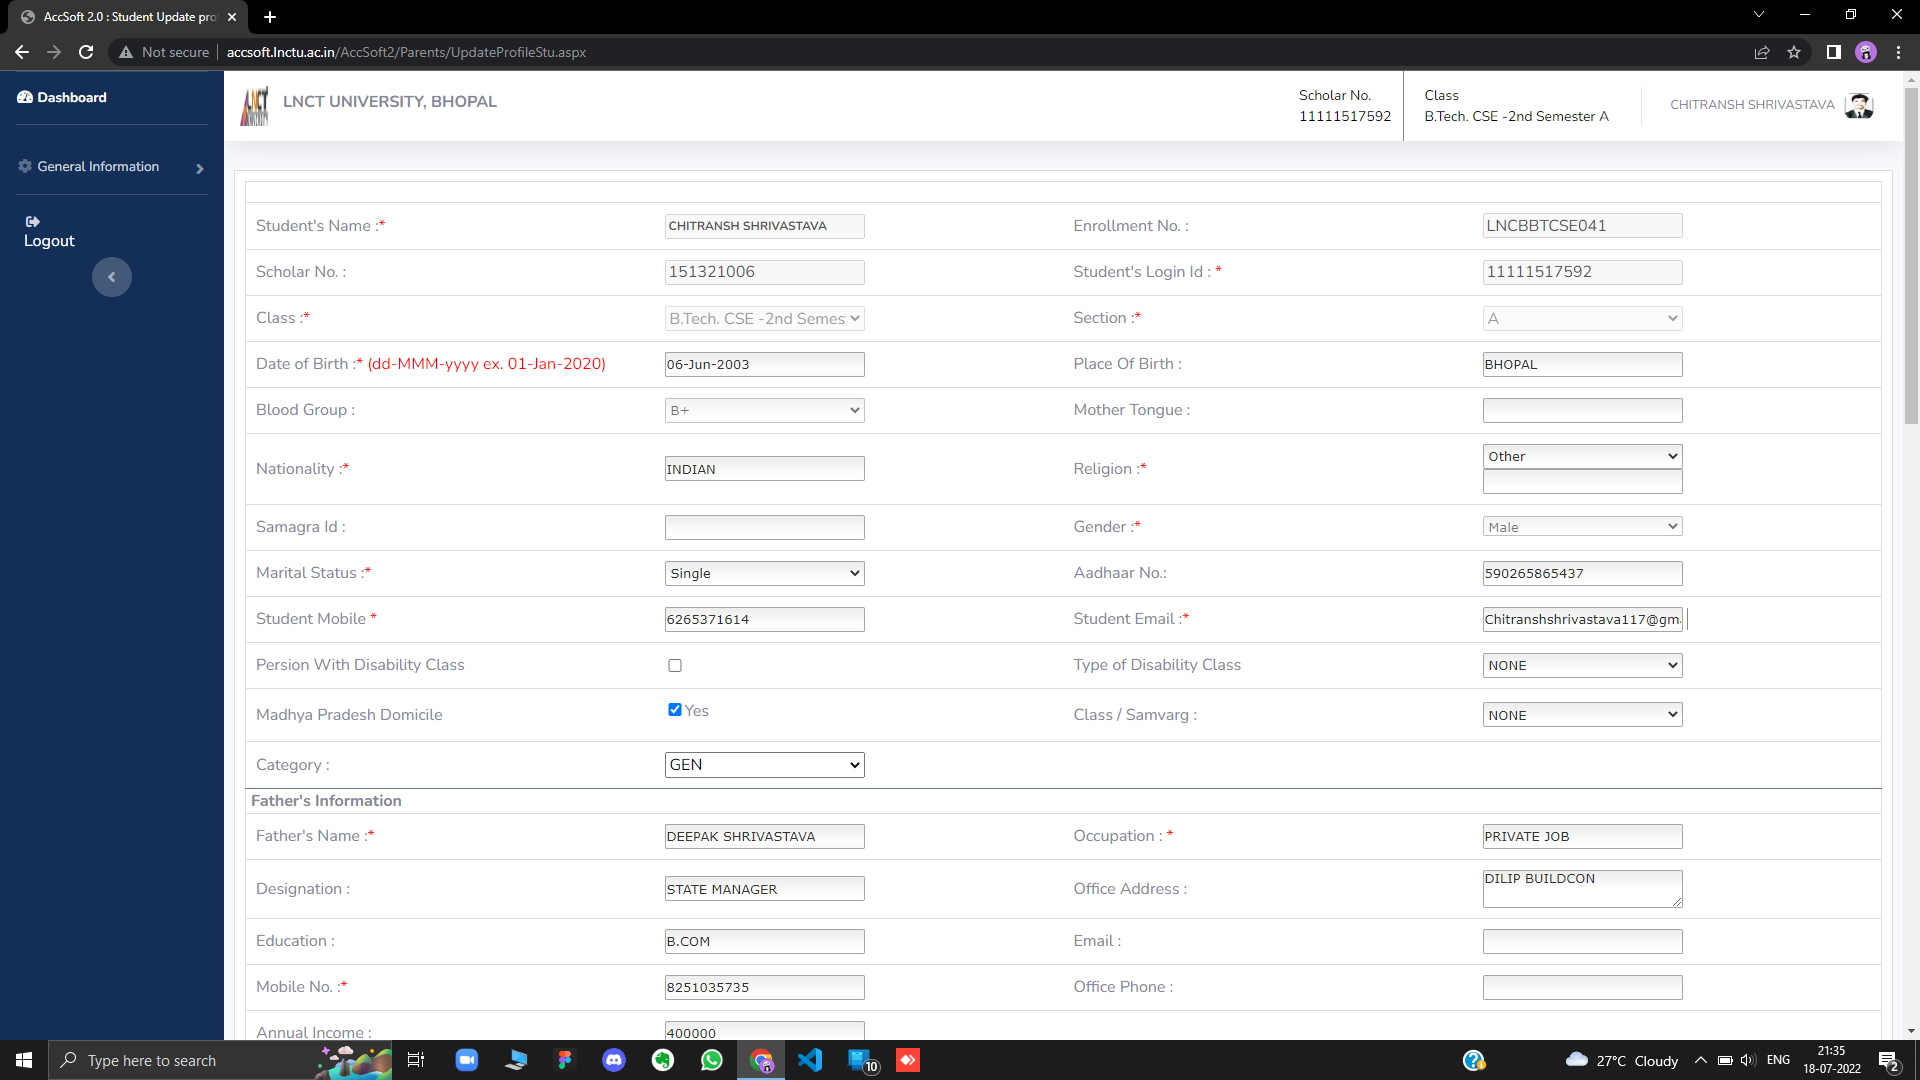 AccSoft 2.0 : Student Update pro
Not secure
accsoft.lnctu.ac.in/AccSoft2/Parents/UpdateProfileStu.aspx
Dashboard
General Information
Logout
LNCT UNIVERSITY, BHOPAL
Scholar No.
11111517592
Class
B.Tech. CSE -2nd Semester A
CHITRANSH SHRIVASTAVA
Student's Name :* CHITRANSH SHRIVASTAVA Enrollment No. : LNCBBTCSE041
Scholar No. : 151321006 Student's Login Id : * 11111517592
Class :* B.Tech. CSE -2nd Semes Section :* A
Date of Birth :* (dd-MMM-yyyy ex. 01-Jan-2020) 06-Jun-2003 Place Of Birth : BHOPAL
Blood Group : B+ Mother Tongue :
Nationality :* INDIAN Religion :* Other
Samagra Id : Gender :* Male
Marital Status :* Single Aadhaar No.: 590265865437
Student Mobile * 6265371614 Student Email :* Chitranshshrivastava117@gm
Persion With Disability Class Type of Disability Class NONE
Madhya Pradesh Domicile Yes Class / Samvarg : NONE
Category : GEN
Father's Information
Father's Name :* DEEPAK SHRIVASTAVA Occupation : * PRIVATE JOB
Designation : STATE MANAGER Office Address : DILIP BUILDCON
Education : B.COM Email :
Mobile No. :* 8251035735 Office Phone :
Annual Income : 400000
Type here to search
10
27°C Cloudy
ENG
21:35
18-07-2022
2